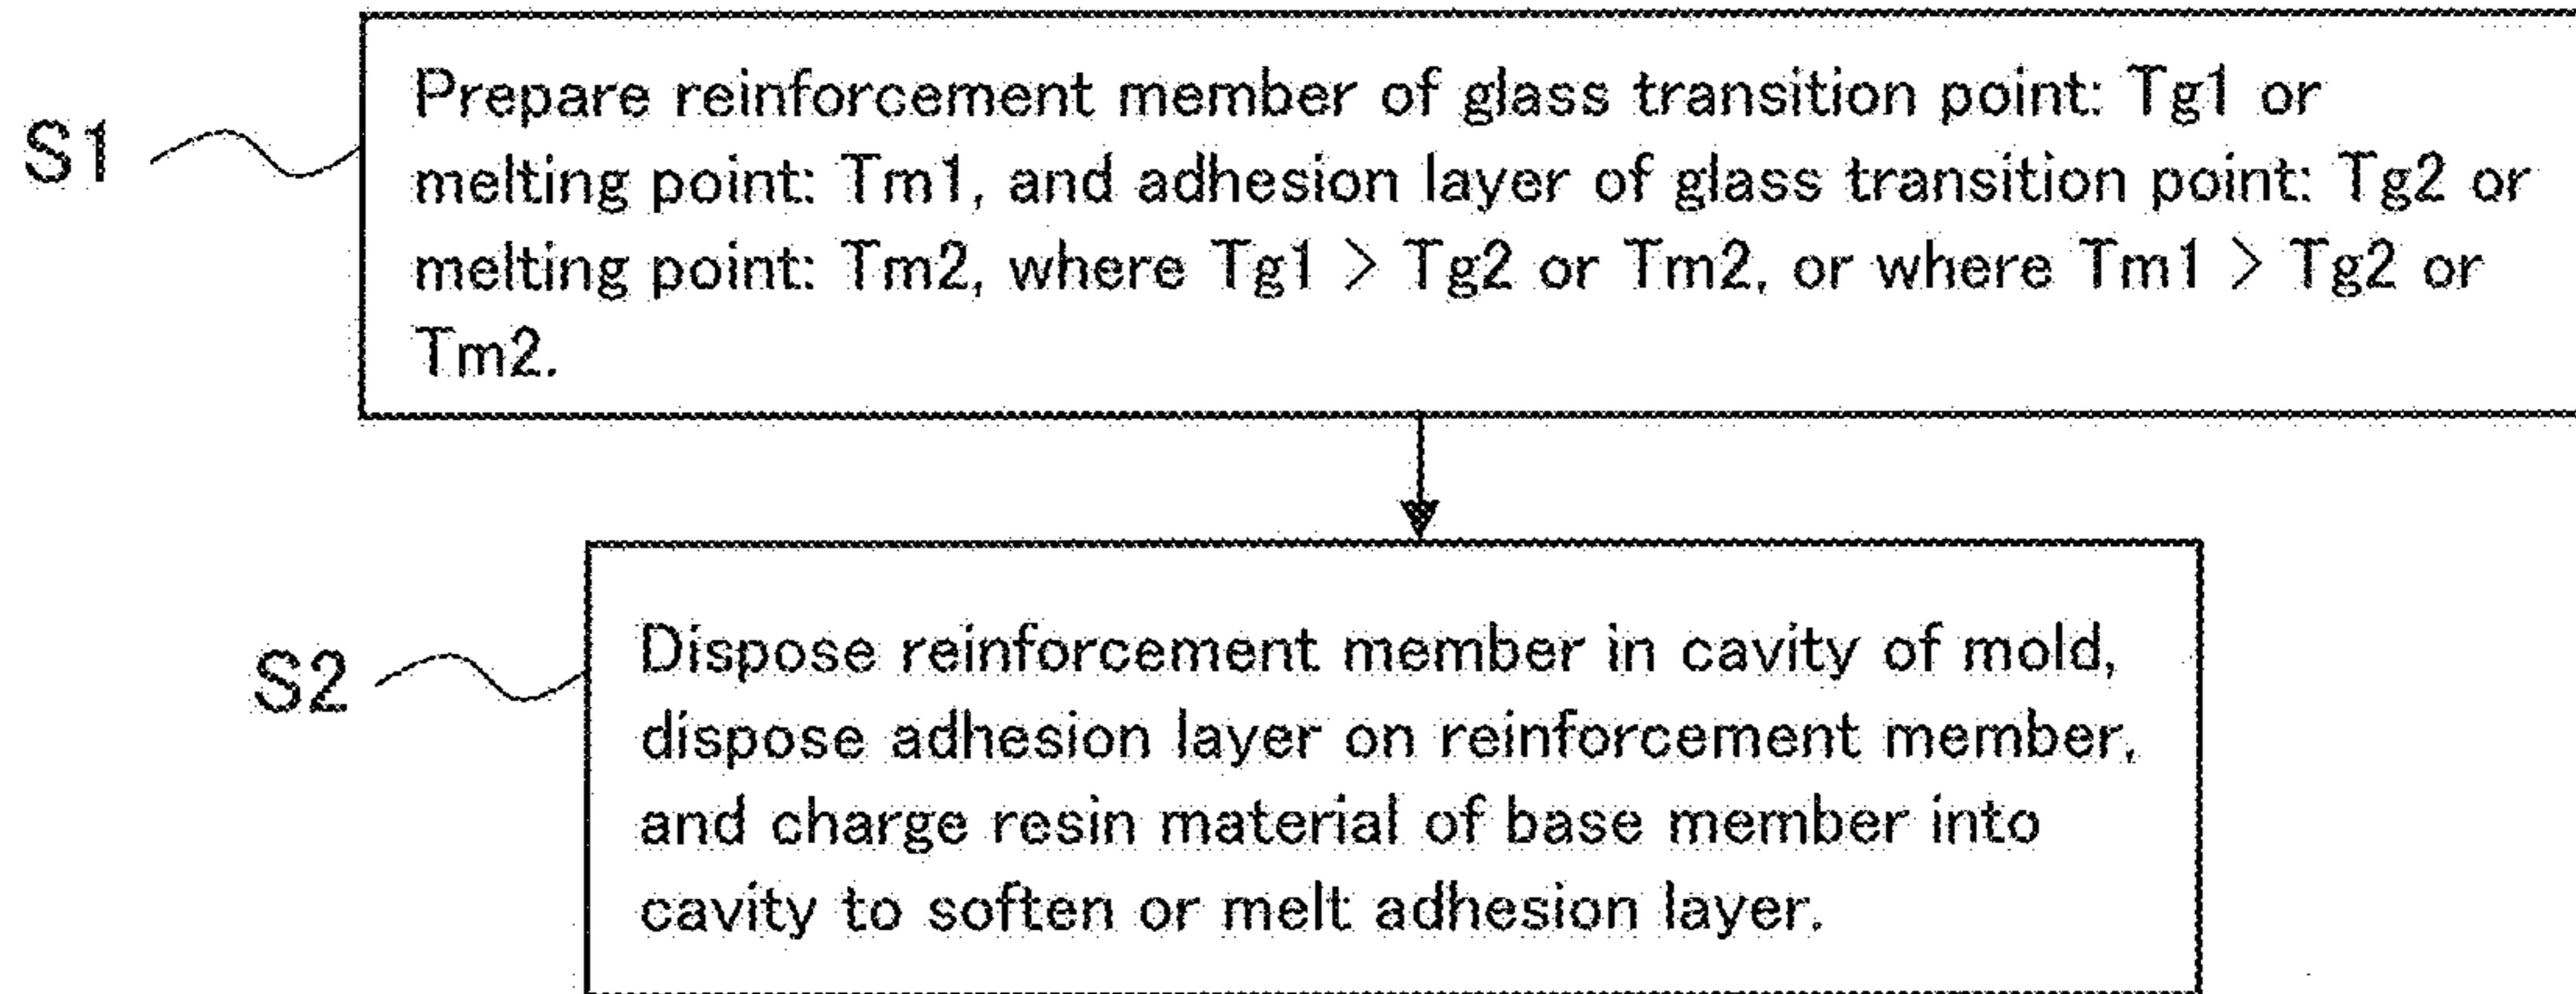 S1
Prepare reinforcement member of glass transition point: Tg1 or
melting point: Tm1, and adhesion layer of glass transition point: Tg2 or
melting point: Tm2, where Tg1 > Tg2 or Tm2, or where Tm1 > Tg2 or
Tm2.
S2
Dispose reinforcement member in cavity of mold,
dispose adhesion layer on reinforcement member,
and charge resin material of base member into
cavity to soften or melt adhesion layer.